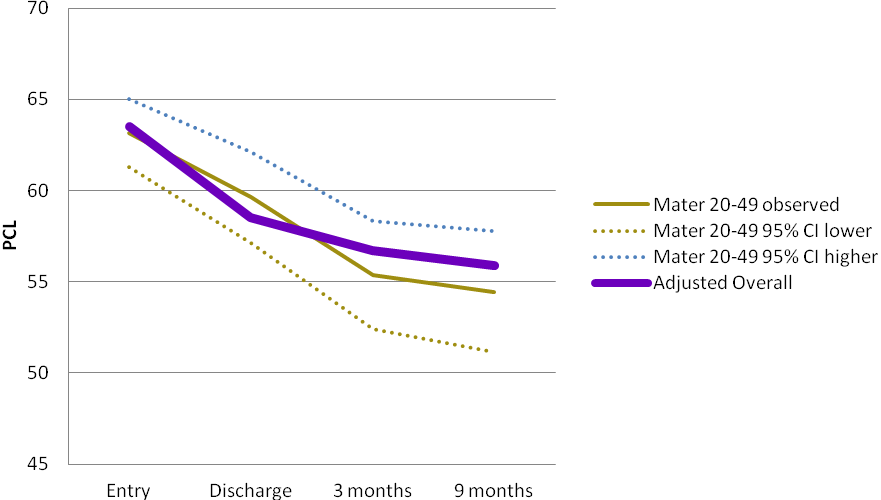 70
65
60
55
50
45
PCL
Entry
Discharge
3 months
9 months
Mater 20-49 observed
Mater 20-49 95% CI lower
Mater 20-49 95% CI higher
Adjusted Overall